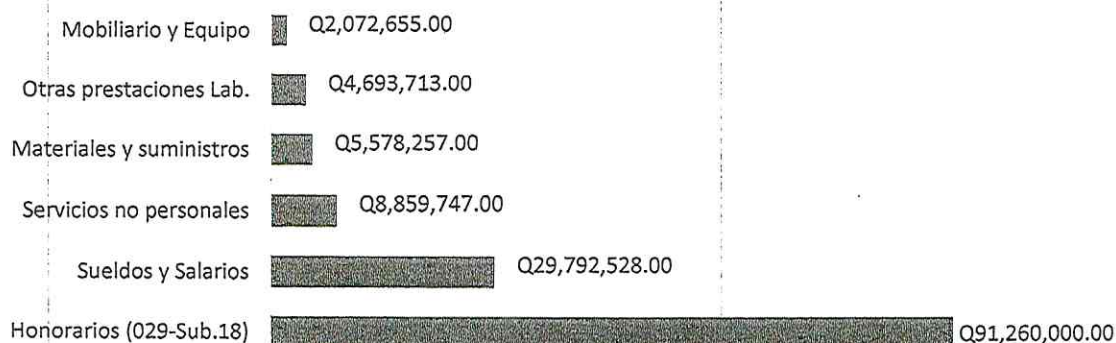 Mobiliario y Equipo Q2,072,655.00
Otras prestaciones Lab. Q4,693,713.00
Materiales y suministros Q5,578,257.00
Servicios no personales Q8,859,747.00
Sueldos y Salarios Q29,792,528.00
Honorarios (029-Sub.18) Q91,260,000.00